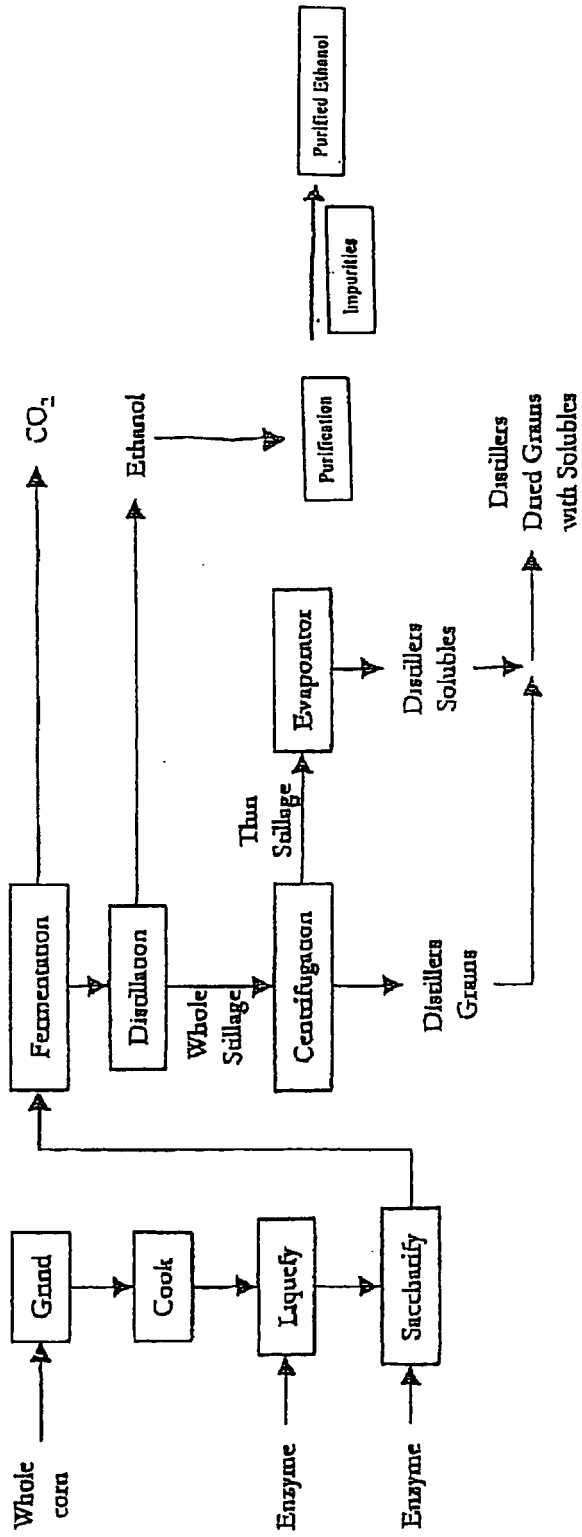 Whole
corn
Grind
Cook
Enzyme
Liquefy
Enzyme
Saccharify
Fermentation
CO2
Distillation
Ethanol
Whole
Stillage
Centrifugation
Thin
Stillage
Evaporator
Purification
Impurities
Purified Ethanol
Distillers
Grains
Distillers
Solubles
Distillers
Dried Grains
with Solubles